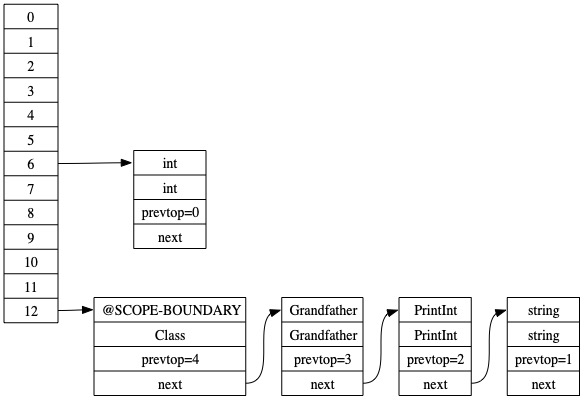 0
1
2
3
4
5
6
7
8
9
10
11
12
int
int
prevtop=0
next
@SCOPE-BOUNDARY
Class
prevtop=4
next
Grandfather
Grandfather
prevtop=3
next
PrintInt
PrintInt
prevtop=2
next
string
string
prevtop=1
next